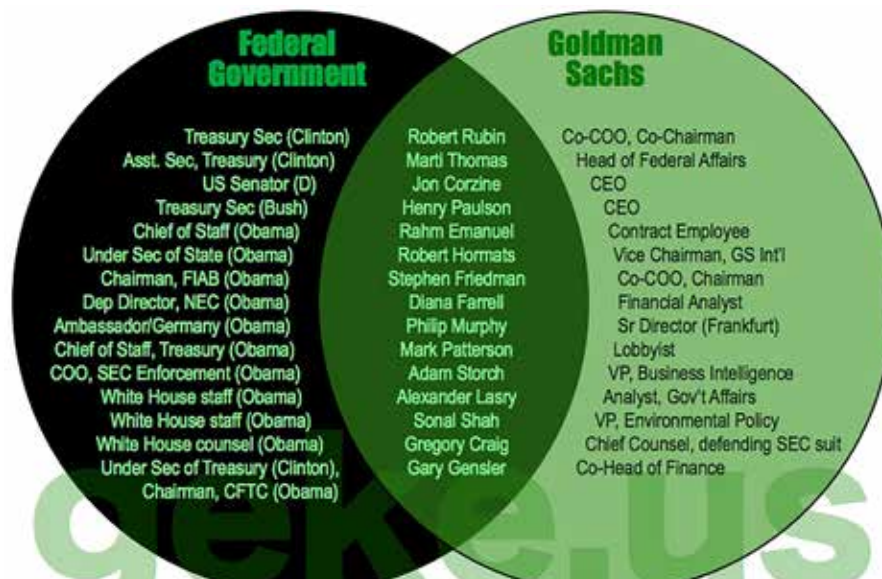 Federal
Government
Goldman
Sachs
Treasury Sec (Clinton) Robert Rubin Co-COO, Co-Chairman
Asst. Sec, Treasury (Clinton) Marti Thomas Head of Federal Affairs
US Senator (D) Jon Corzine CEO
Treasury Sec (Bush) Henry Paulson CEO
Chief of Staff (Obama) Rahm Emanuel Contract Employee
Under Sec of State (Obama) Robert Hormats Vice Chairman, GS Int'l
Chairman, FIAB (Obama) Stephen Friedman Co-COO, Chairman
Dep Director, NEC (Obama) Diana Farrell Financial Analyst
Ambassador/Germany (Obama) Philip Murphy Sr Director (Frankfurt)
Chief of Staff, Treasury (Obama) Mark Patterson Lobbyist
COO, SEC Enforcement (Obama) Adam Storch VP, Business Intelligence
White House staff (Obama) Alexander Lasry Analyst, Gov't Affairs
White House staff (Obama) Sonal Shah VP, Environmental Policy
White House counsel (Obama) Gregory Craig Chief Counsel, defending SEC suit
Under Sec of Treasury (Clinton), Gary Gensler Co-Head of Finance
Chairman, CFTC (Obama)
geke.us